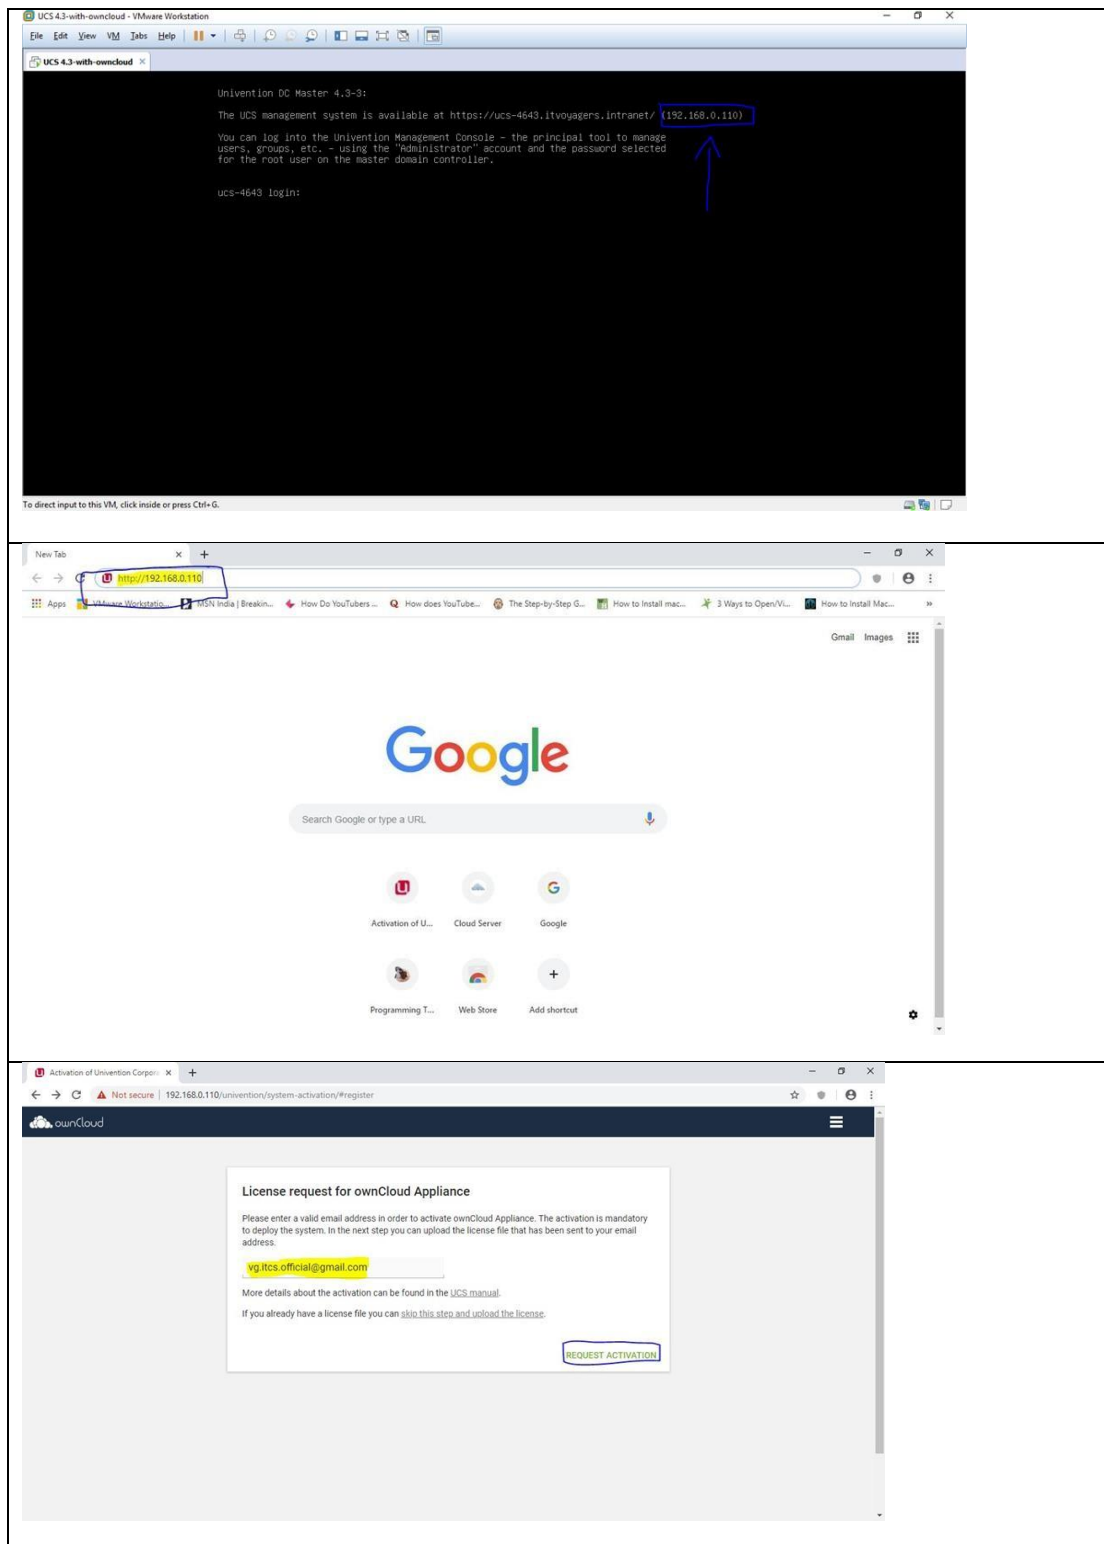 UCS 4.3-with-owncloud - VMware Workstation
File Edit View VM Tabs Help
UCS 4.3-with-owncloud
Univention DC Master 4.3-3:
The UCS management system is available at https://ucs-4643.itvoyagers.intranet/ (192.168.0.110)
You can log into the Univention Management Console - the principal tool to manage
users, groups, etc. - using the "Administrator" account and the password selected
for the root user on the master domain controller.
ucs-4643 login:
To direct input to this VM, click inside or press Ctrl+G.
New Tab
http://192.168.0.110
Apps VMware Workstatio... MSN India | Breakin... How Do YouTubers ... How does YouTube... The Step-by-Step G... How to Install mac... 3 Ways to Open/Vi... How to Install Mac... »
Gmail Images
Google
Search Google or type a URL
Activation of U... Cloud Server Google
Programming T... Web Store Add shortcut
Activation of Univention Corpor
Not secure | 192.168.0.110/univention/system-activation/#register
ownCloud
License request for ownCloud Appliance
Please enter a valid email address in order to activate ownCloud Appliance. The activation is mandatory
to deploy the system. In the next step you can upload the license file that has been sent to your email
address.
vg.itcs.official@gmail.com
More details about the activation can be found in the UCS manual.
If you already have a license file you can skip this step and upload the license.
REQUEST ACTIVATION